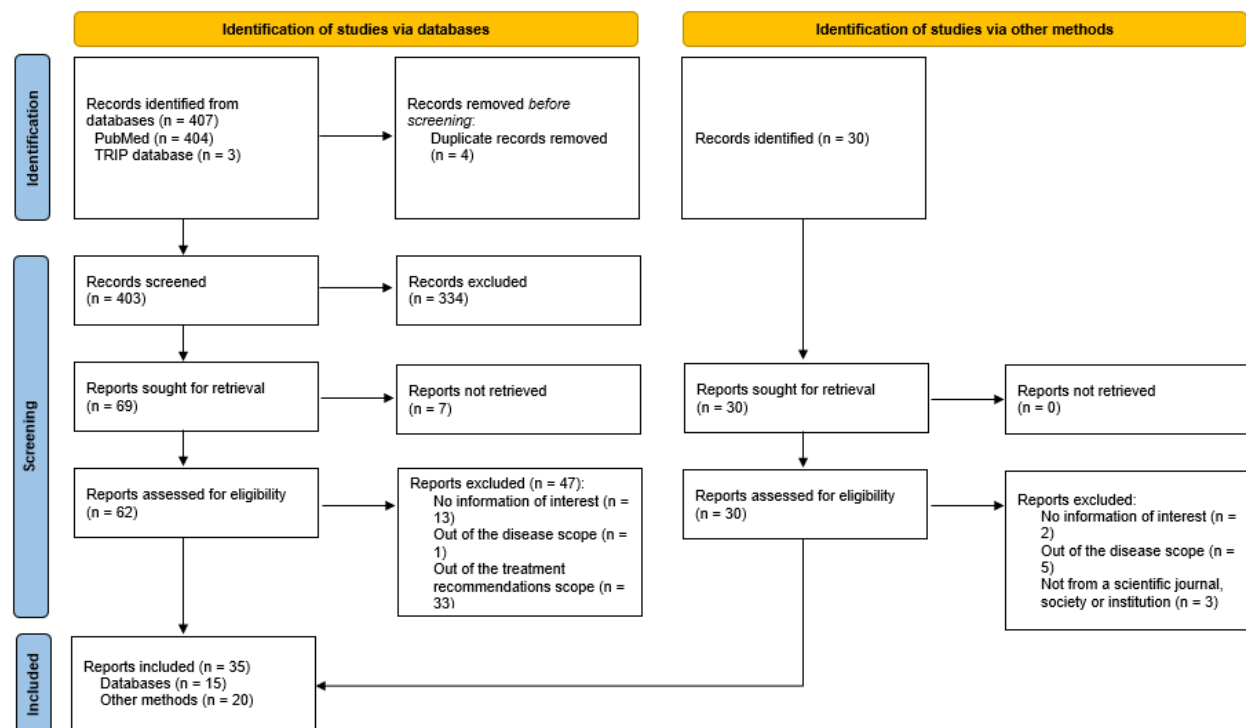 Identification of studies via databases
Identification of studies via other methods
Identification
Records identified from
databases (n = 407)
PubMed (n = 404)
TRIP database (n = 3)
Records removed before
screening:
Duplicate records removed
(n = 4)
Records identified (n = 30)
Screening
Records screened
(n = 403)
Records excluded
(n = 334)
Reports sought for retrieval
(n = 69)
Reports not retrieved
(n = 7)
Reports sought for retrieval
(n = 30)
Reports not retrieved
(n = 0)
Reports assessed for eligibility
(n = 62)
Reports excluded (n = 47):
No information of interest (n =
13)
Out of the disease scope (n =
1)
Out of the treatment
recommendations scope (n =
33)
Reports assessed for eligibility
(n = 30)
Reports excluded:
No information of interest (n =
2)
Out of the disease scope (n =
5)
Not from a scientific journal,
society or institution (n = 3)
Included
Reports included (n = 35)
Databases (n = 15)
Other methods (n = 20)